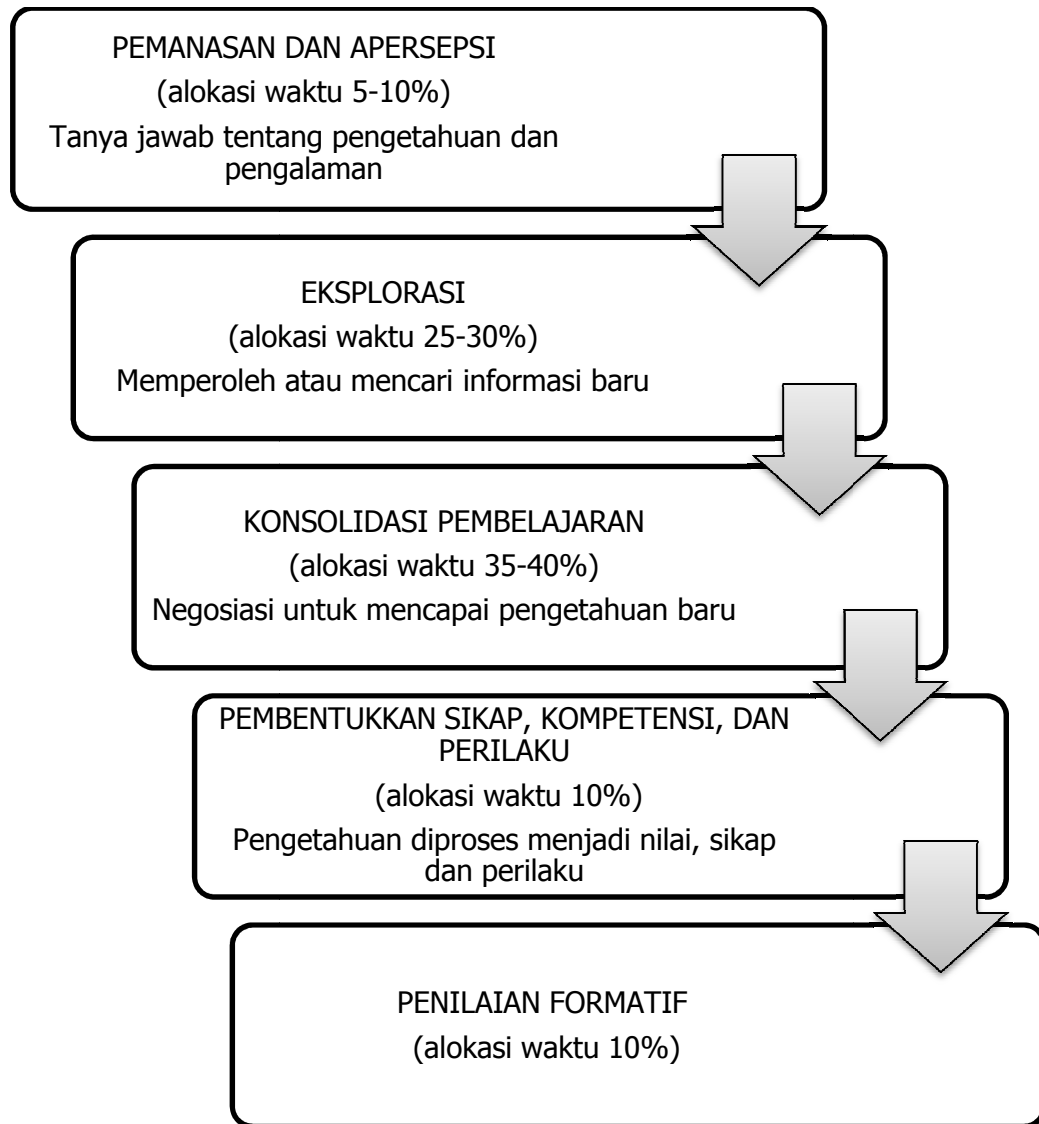 PEMANASAN DAN APERSEPSI
(alokasi waktu 5-10%)
Tanya jawab tentang pengetahuan dan
pengalaman
EKSPLORASI
(alokasi waktu 25-30%)
Memperoleh atau mencari informasi baru
KONSOLIDASI PEMBELAJARAN
(alokasi waktu 35-40%)
Negosiasi untuk mencapai pengetahuan baru
PEMBENTUKKAN SIKAP, KOMPETENSI, DAN
PERILAKU
(alokasi waktu 10%)
Pengetahuan diproses menjadi nilai, sikap
dan perilaku
PENILAIAN FORMATIF
(alokasi waktu 10%)